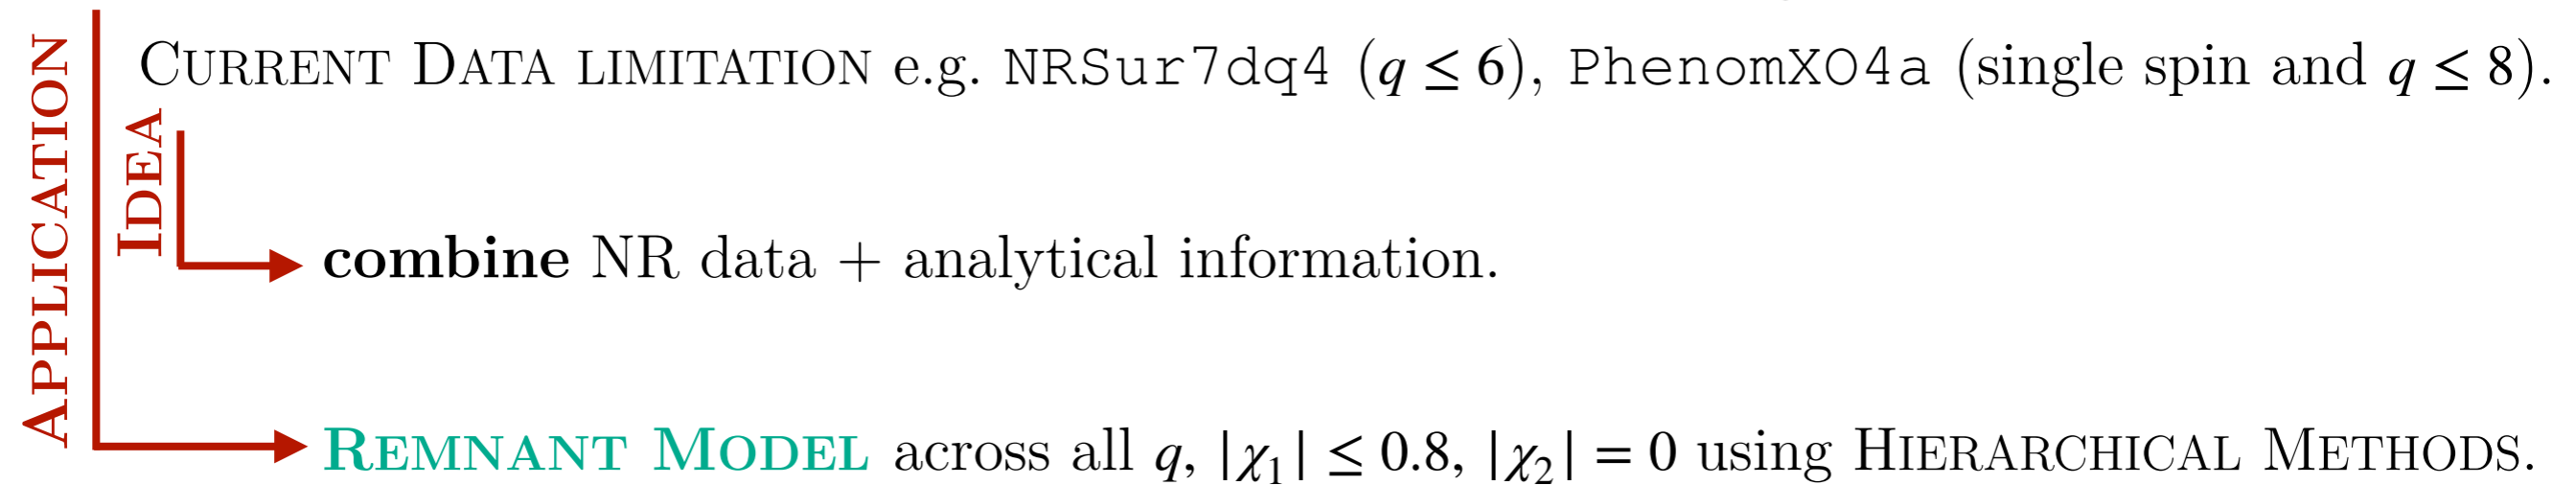 APPLICATION
CURRENT DATA LIMITATION e.g. NRSur7dq4 (q ≤ 6), PhenomXO4a (single spin and q ≤ 8).
IDEA
combine NR data + analytical information.
REMNANT MODEL across all q, |χ₁| ≤ 0.8, |χ₂| = 0 using HIERARCHICAL METHODS.